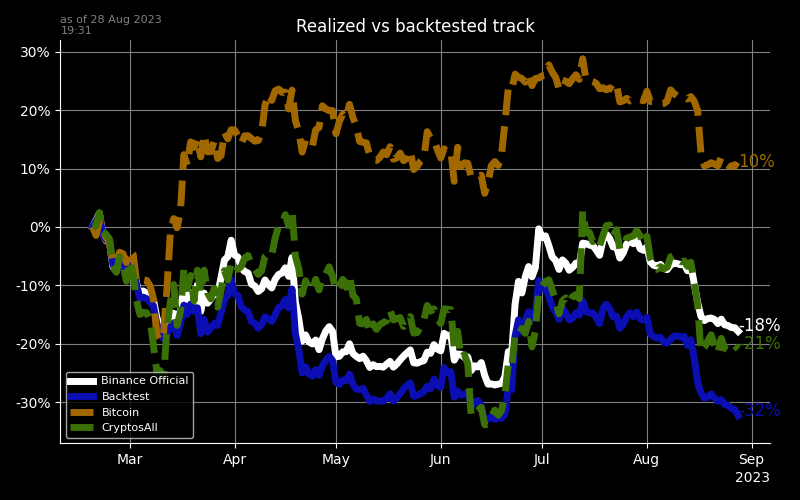 as of 28 Aug 2023
19:31
Realized vs backtested track
30%
20%
10%
0%
-10%
-20%
-30%
10%
-18%
-21%
-32%
Binance Official
Backtest
Bitcoin
CryptosAll
Mar
Apr
May
Jun
Jul
Aug
Sep
2023